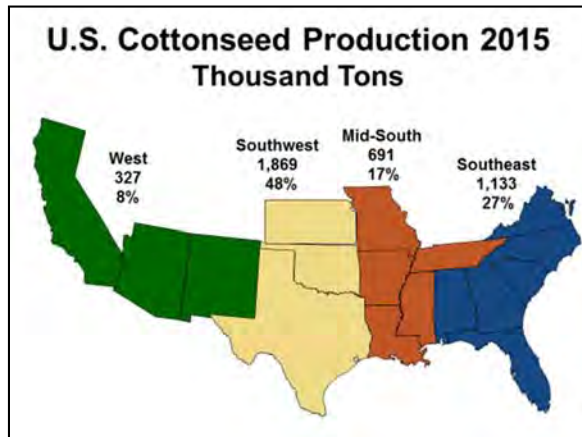 U.S. Cottonseed Production 2015
Thousand Tons
West
327
8%
Southwest
1,869
48%
Mid-South
691
17%
Southeast
1,133
27%